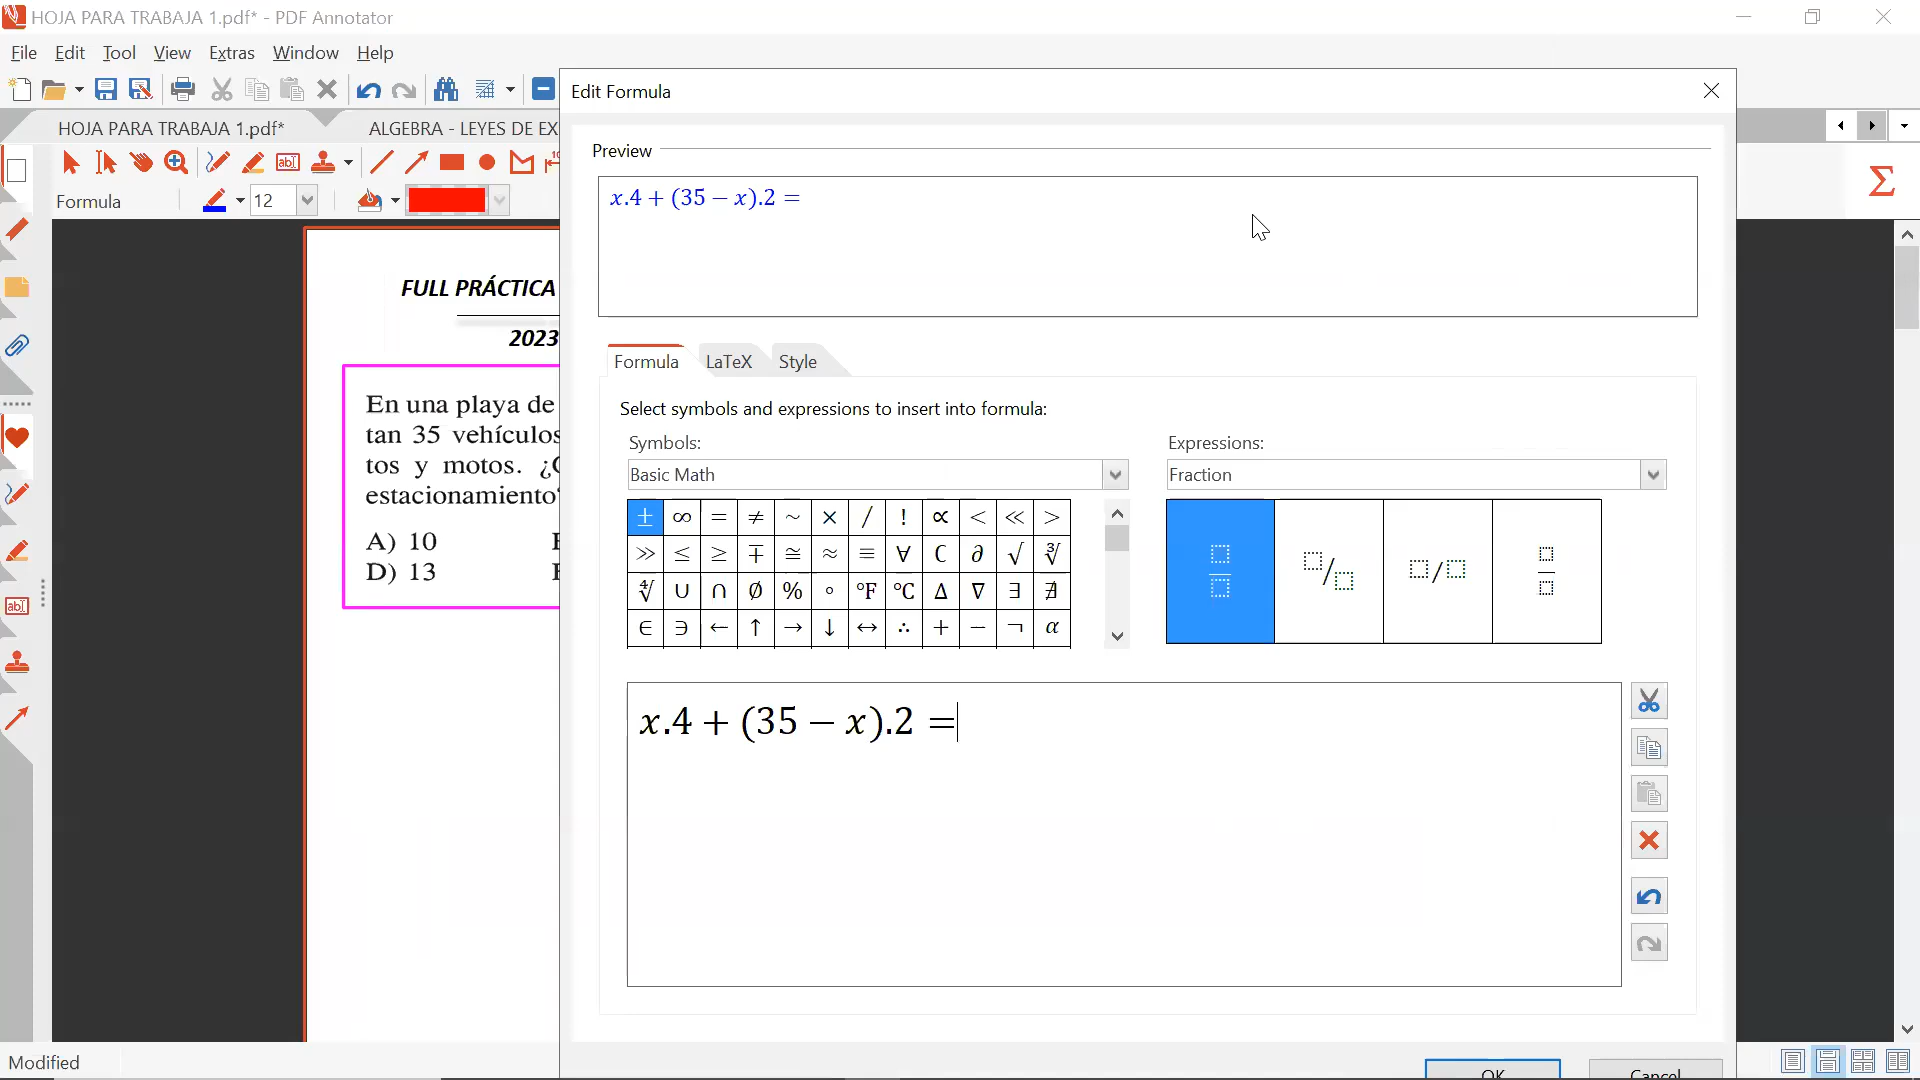 HOJA PARA TRABAJA 1.pdf* - PDF Annotator
File Edit Tool View Extras Window Help
HOJA PARA TRABAJA 1.pdf* ALGEBRA - LEYES DE EX
Formula 12
FULL PRÁCTICA
2023
En una playa de
tan 35 vehículos
tos y motos. ¿
estacionamiento
A) 10
D) 13
Edit Formula
Preview
x.4 + (35 − x).2 =
Formula LaTeX Style
Select symbols and expressions to insert into formula:
Symbols: Expressions:
Basic Math Fraction
± ∞ = ≠ ~ × / ! ∝ < ≪ >
≫ ≤ ≥ ∓ ≅ ≈ ≡ ∀ C ∂ √ ∛
∜ ∪ ∩ ∅ % ∘ °F °C ∆ ∇ ∃ ∄
∈ ∋ ← ↑ → ↓ ↔ ∴ + − ¬ α
x.4 + (35 − x).2 =
OK Cancel
Modified